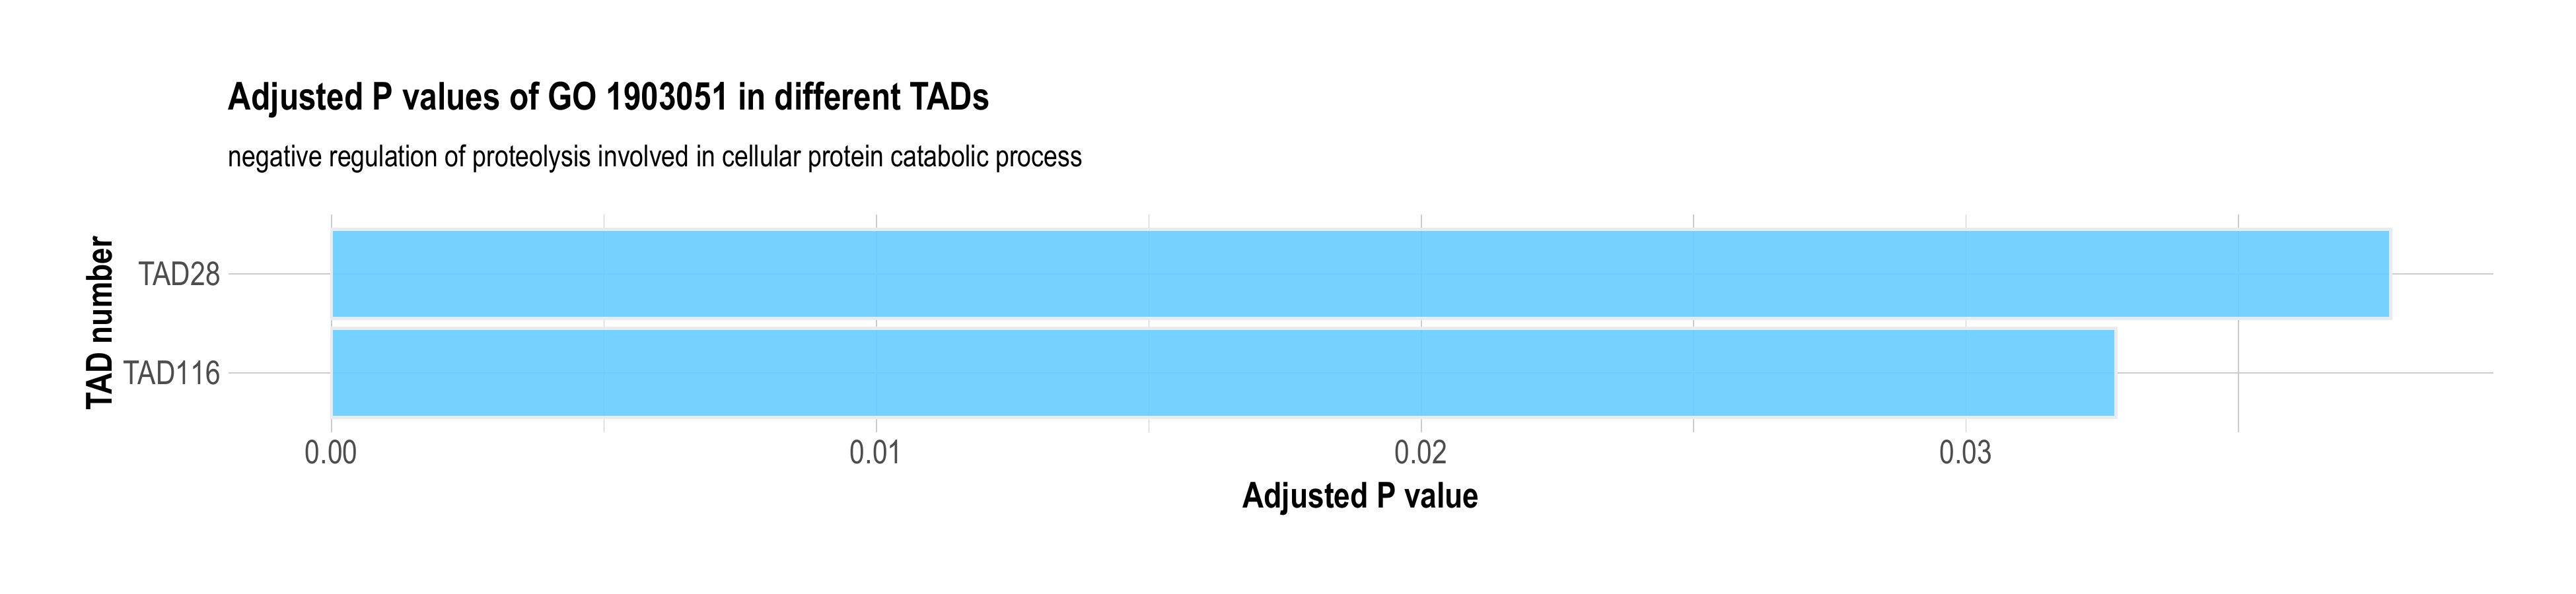 Adjusted P values of GO 1903051 in different TADs
negative regulation of proteolysis involved in cellular protein catabolic process
TAD number
TAD28
TAD116
0.00 0.01 0.02 0.03
Adjusted P value